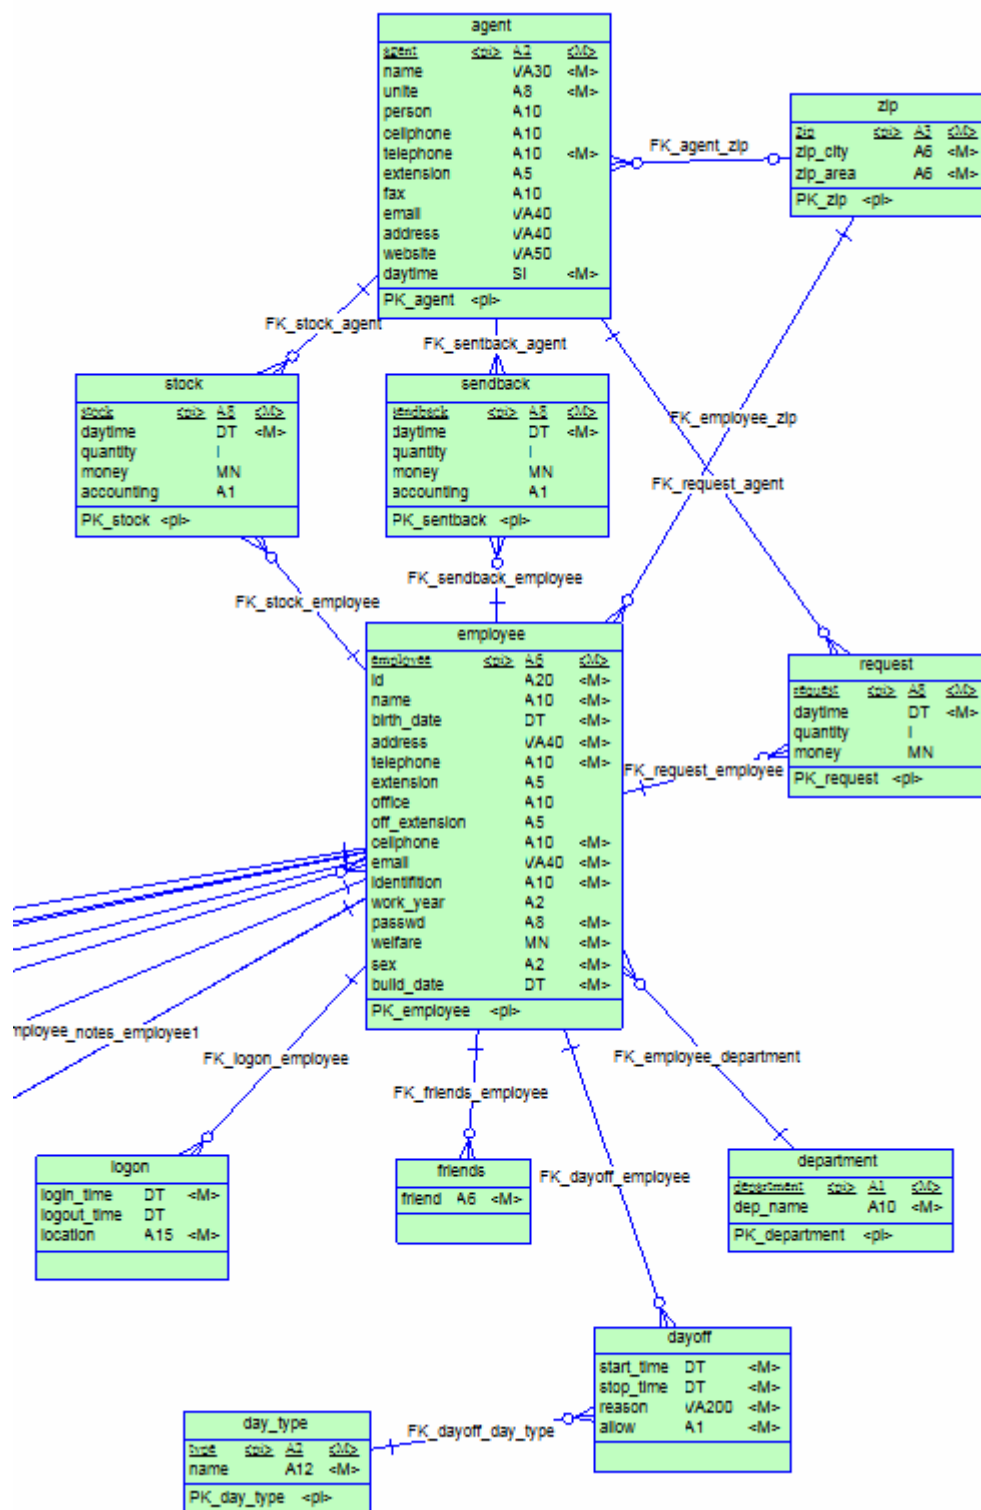 agent
agent <pi> A2 <M>
name VA30 <M>
unite A8 <M>
person A10
cellphone A10
telephone A10 <M>
extension A5
fax A10
email VA40
address VA40
website VA50
daytime SI <M>
PK_agent <pi>
zip
zip <pi> A3 <M>
zip_city A6 <M>
zip_area A6 <M>
PK_zip <pi>
FK_agent_zip
FK_stock_agent
FK_sentback_agent
stock
stock <pi> A8 <M>
daytime DT <M>
quantity I
money MN
accounting A1
PK_stock <pi>
sendback
sendback <pi> A8 <M>
daytime DT <M>
quantity I
money MN
accounting A1
PK_sentback <pi>
FK_employee_zip
FK_request_agent
FK_sendback_employee
FK_stock_employee
employee
employee <pi> A6 <M>
id A20 <M>
name A10 <M>
birth_date DT <M>
address VA40 <M>
telephone A10 <M>
extension A5
office A10
off_extension A5
cellphone A10 <M>
email VA40 <M>
identifition A10 <M>
work_year A2
passwd A8 <M>
welfare MN <M>
sex A2 <M>
build_date DT <M>
PK_employee <pi>
request
request <pi> A8 <M>
daytime DT <M>
quantity I
money MN
PK_request <pi>
FK_request_employee
mployee_notes_employee1
FK_logon_employee
FK_friends_employee
FK_employee_department
FK_dayoff_employee
logon
login_time DT <M>
logout_time DT
location A15 <M>
friends
friend A6 <M>
department
department <pi> A1 <M>
dep_name A10 <M>
PK_department <pi>
dayoff
start_time DT <M>
stop_time DT <M>
reason VA200 <M>
allow A1 <M>
FK_dayoff_day_type
day_type
type <pi> A2 <M>
name A12 <M>
PK_day_type <pi>